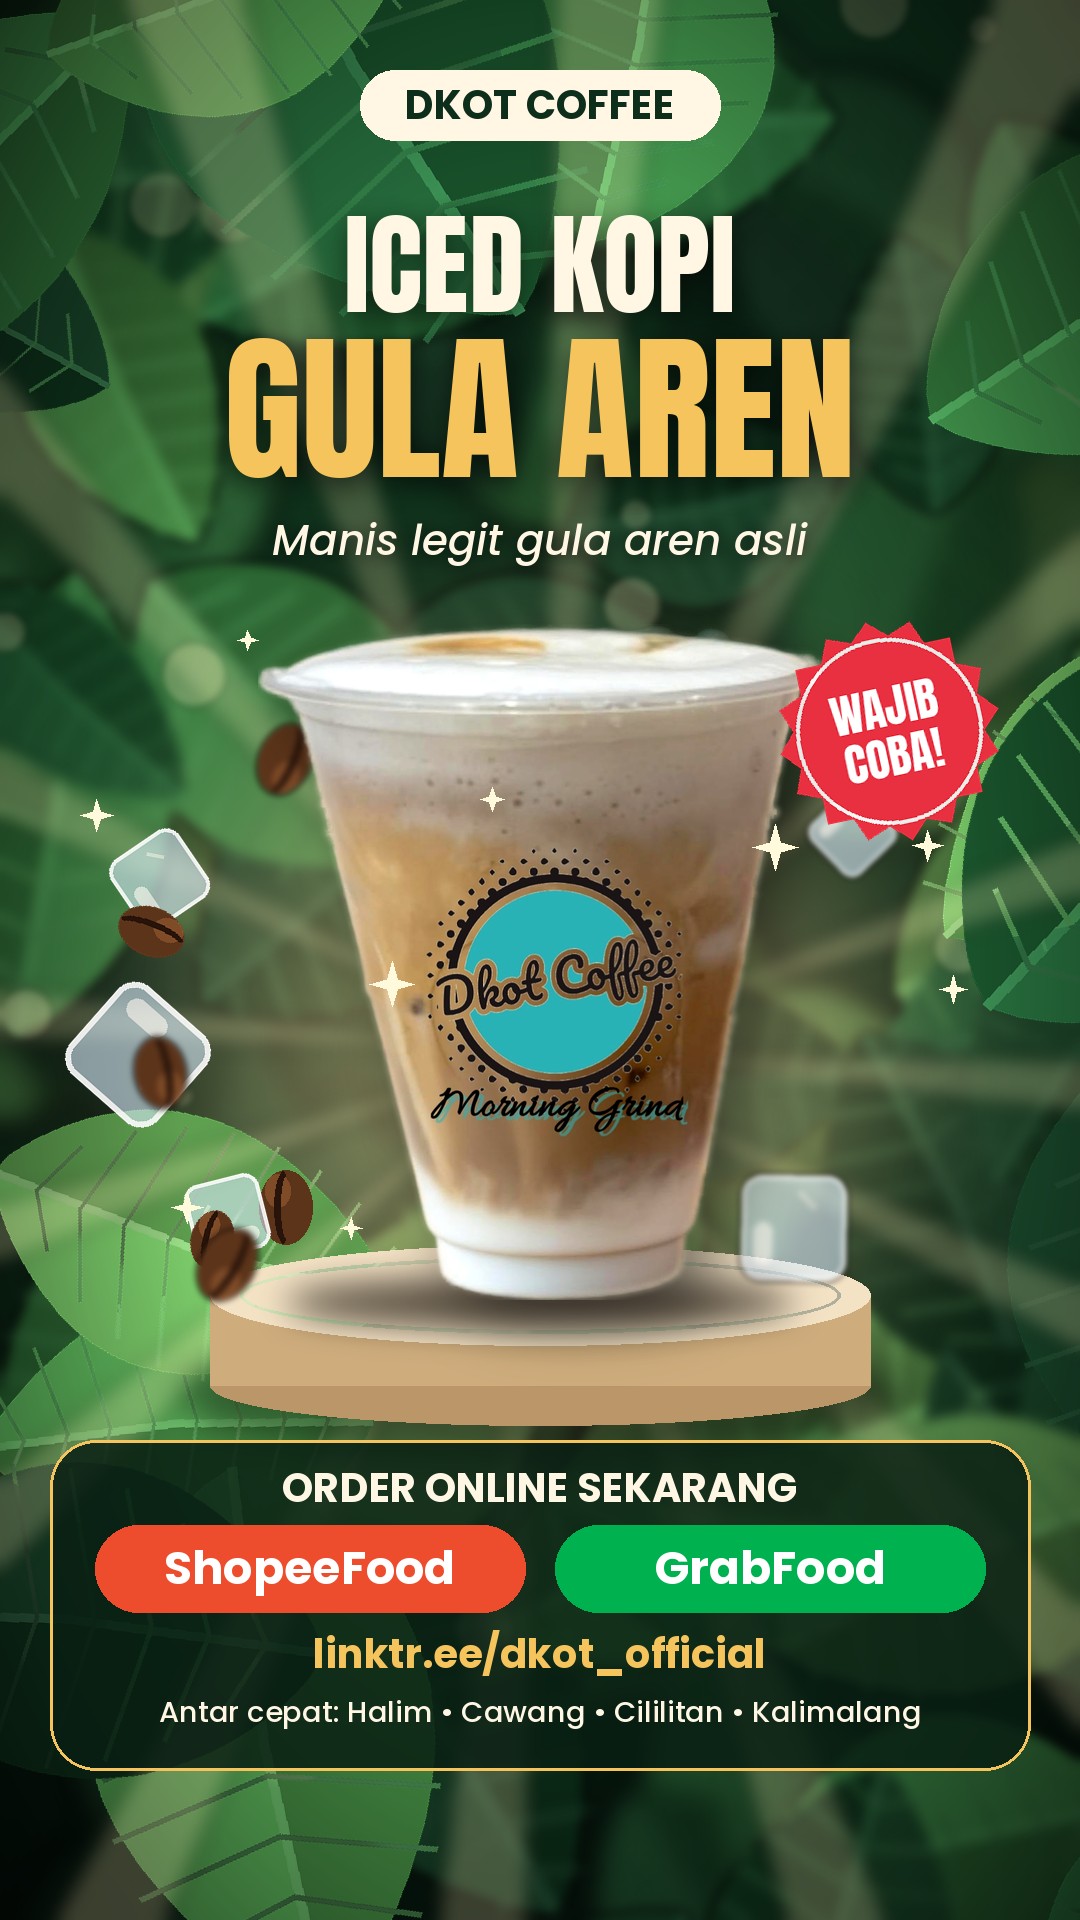 DKOT COFFEE
ICED KOPI
GULA AREN
Manis legit gula aren asli
WAJIB
COBA!
Dkot Coffee
Morning Grind
ORDER ONLINE SEKARANG
ShopeeFood
GrabFood
linktr.ee/dkot_official
Antar cepat: Halim • Cawang • Cililitan • Kalimalang